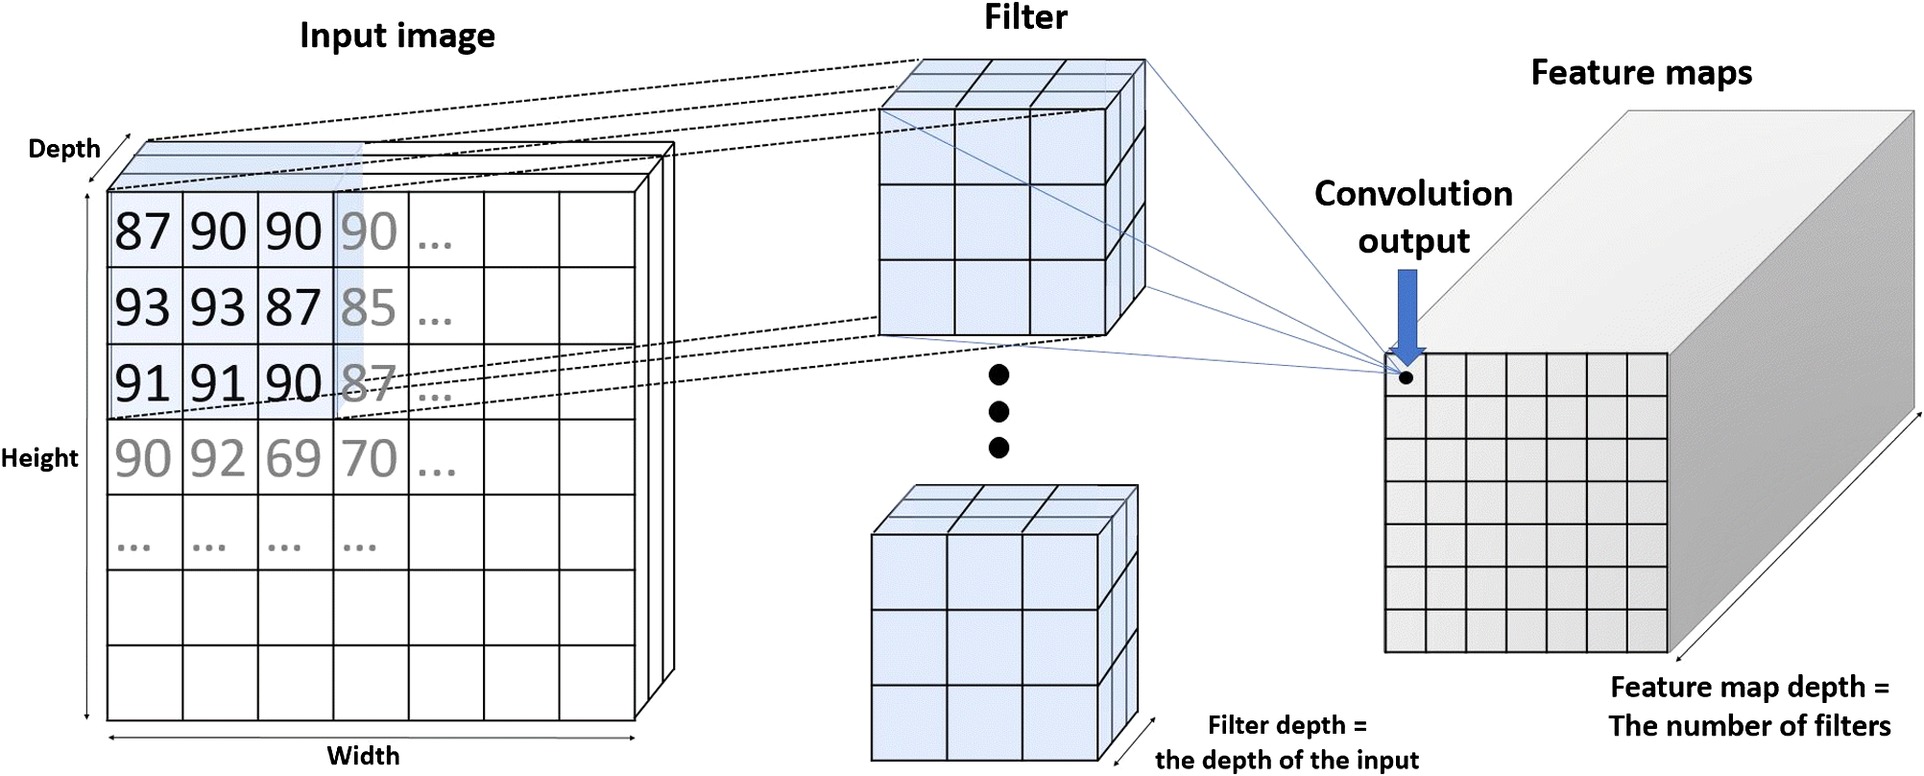 Input image
Filter
Feature maps
Depth
87 90 90 90 ...
93 93 87 85 ...
91 91 90 87 ...
90 92 69 70 ...
... ... ... ...
Height
Width
Convolution
output
Filter depth =
the depth of the input
Feature map depth =
The number of filters